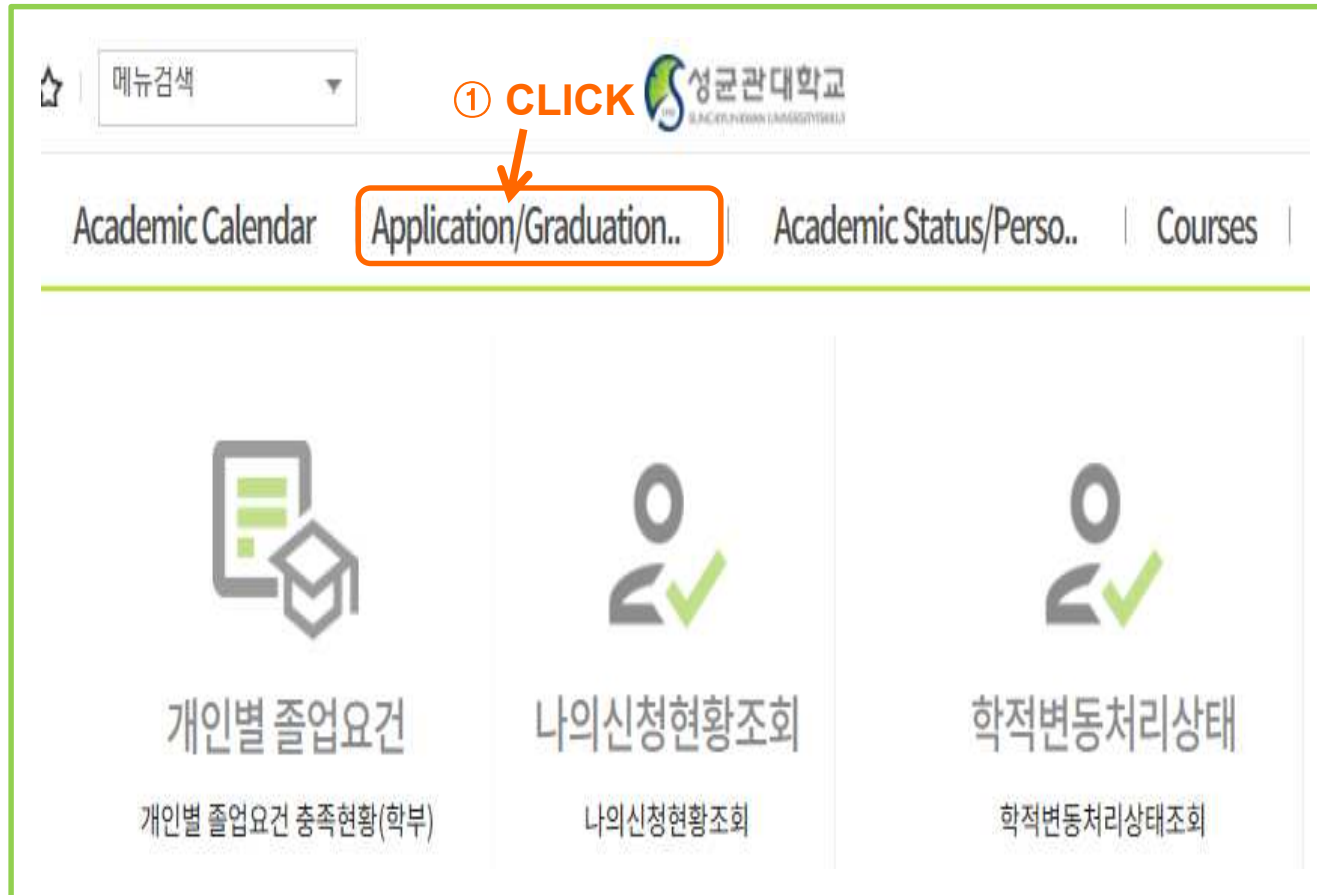 메뉴검색
① CLICK
성균관대학교
Academic Calendar Application/Graduation.. Academic Status/Perso.. Courses
개인별 졸업요건 나의신청현황조회 학적변동처리상태
개인별 졸업요건 충족현황(학부) 나의신청현황조회 학적변동처리상태조회